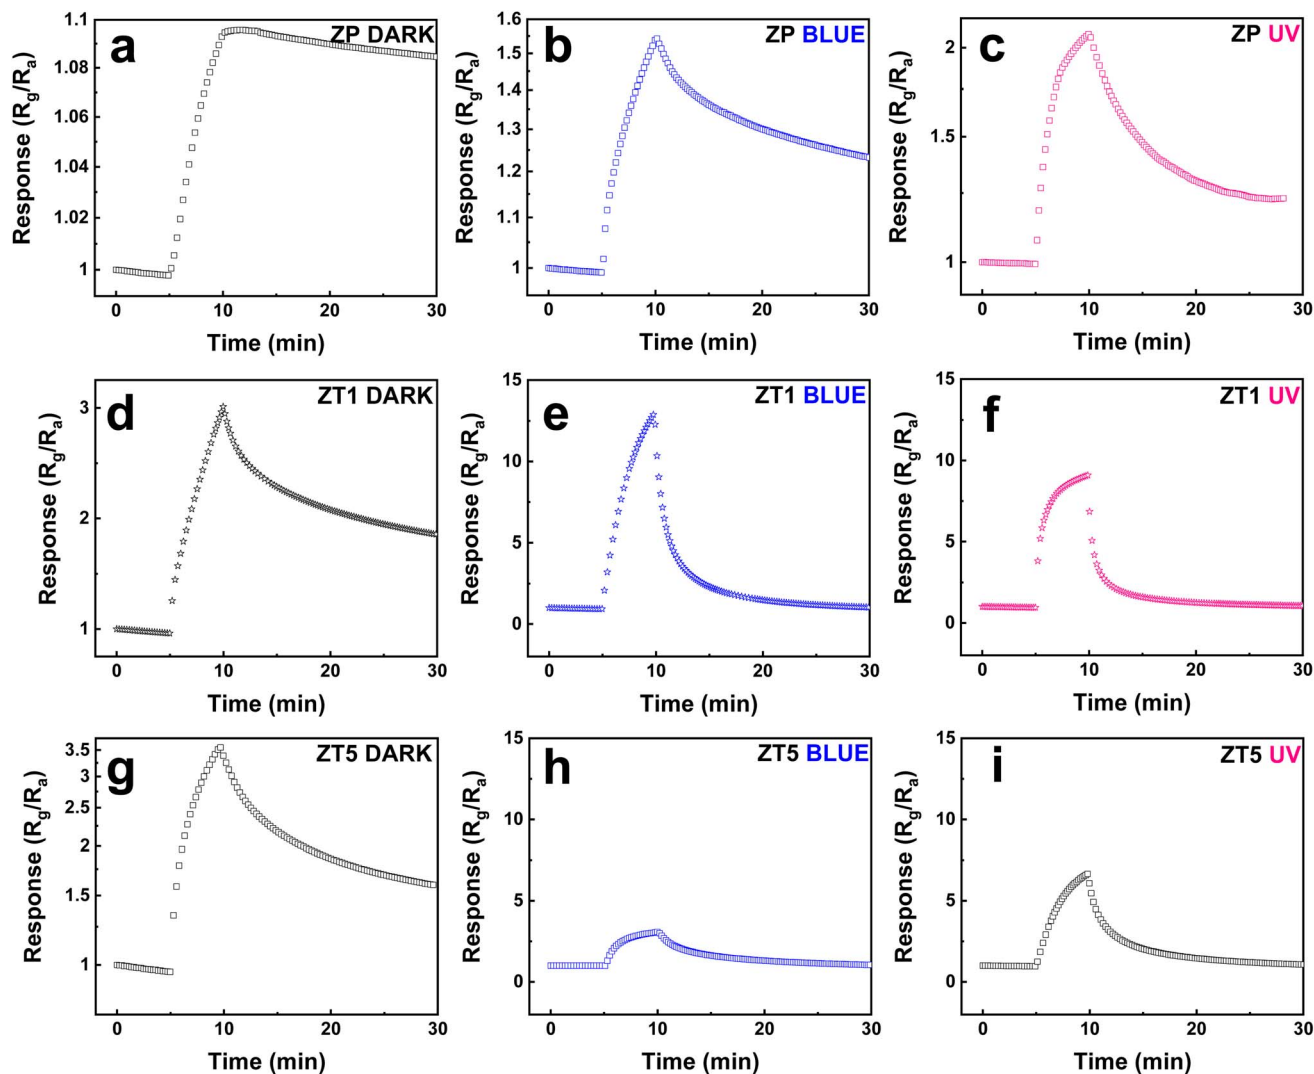 a
ZP DARK
Response (Rg/Ra)
1.1
1.08
1.06
1.04
1.02
1
0 10 20 30
Time (min)
b
ZP BLUE
Response (Rg/Ra)
1.6
1.5
1.4
1.3
1.2
1.1
1
0 10 20 30
Time (min)
c
ZP UV
Response (Rg/Ra)
2
1.5
1
0 10 20 30
Time (min)
d
ZT1 DARK
Response (Rg/Ra)
3
2
1
0 10 20 30
Time (min)
e
ZT1 BLUE
Response (Rg/Ra)
15
10
5
0
0 10 20 30
Time (min)
f
ZT1 UV
Response (Rg/Ra)
15
10
5
0
0 10 20 30
Time (min)
g
ZT5 DARK
Response (Rg/Ra)
3.5
3
2.5
2
1.5
1
0 10 20 30
Time (min)
h
ZT5 BLUE
Response (Rg/Ra)
15
10
5
0
0 10 20 30
Time (min)
i
ZT5 UV
Response (Rg/Ra)
15
10
5
0
0 10 20 30
Time (min)